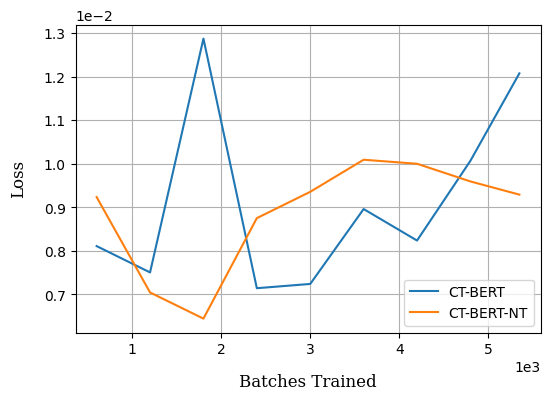 1e−2
1.3
1.2
1.1
1.0
0.9
0.8
0.7
Loss
CT-BERT
CT-BERT-NT
1 2 3 4 5
1e3
Batches Trained